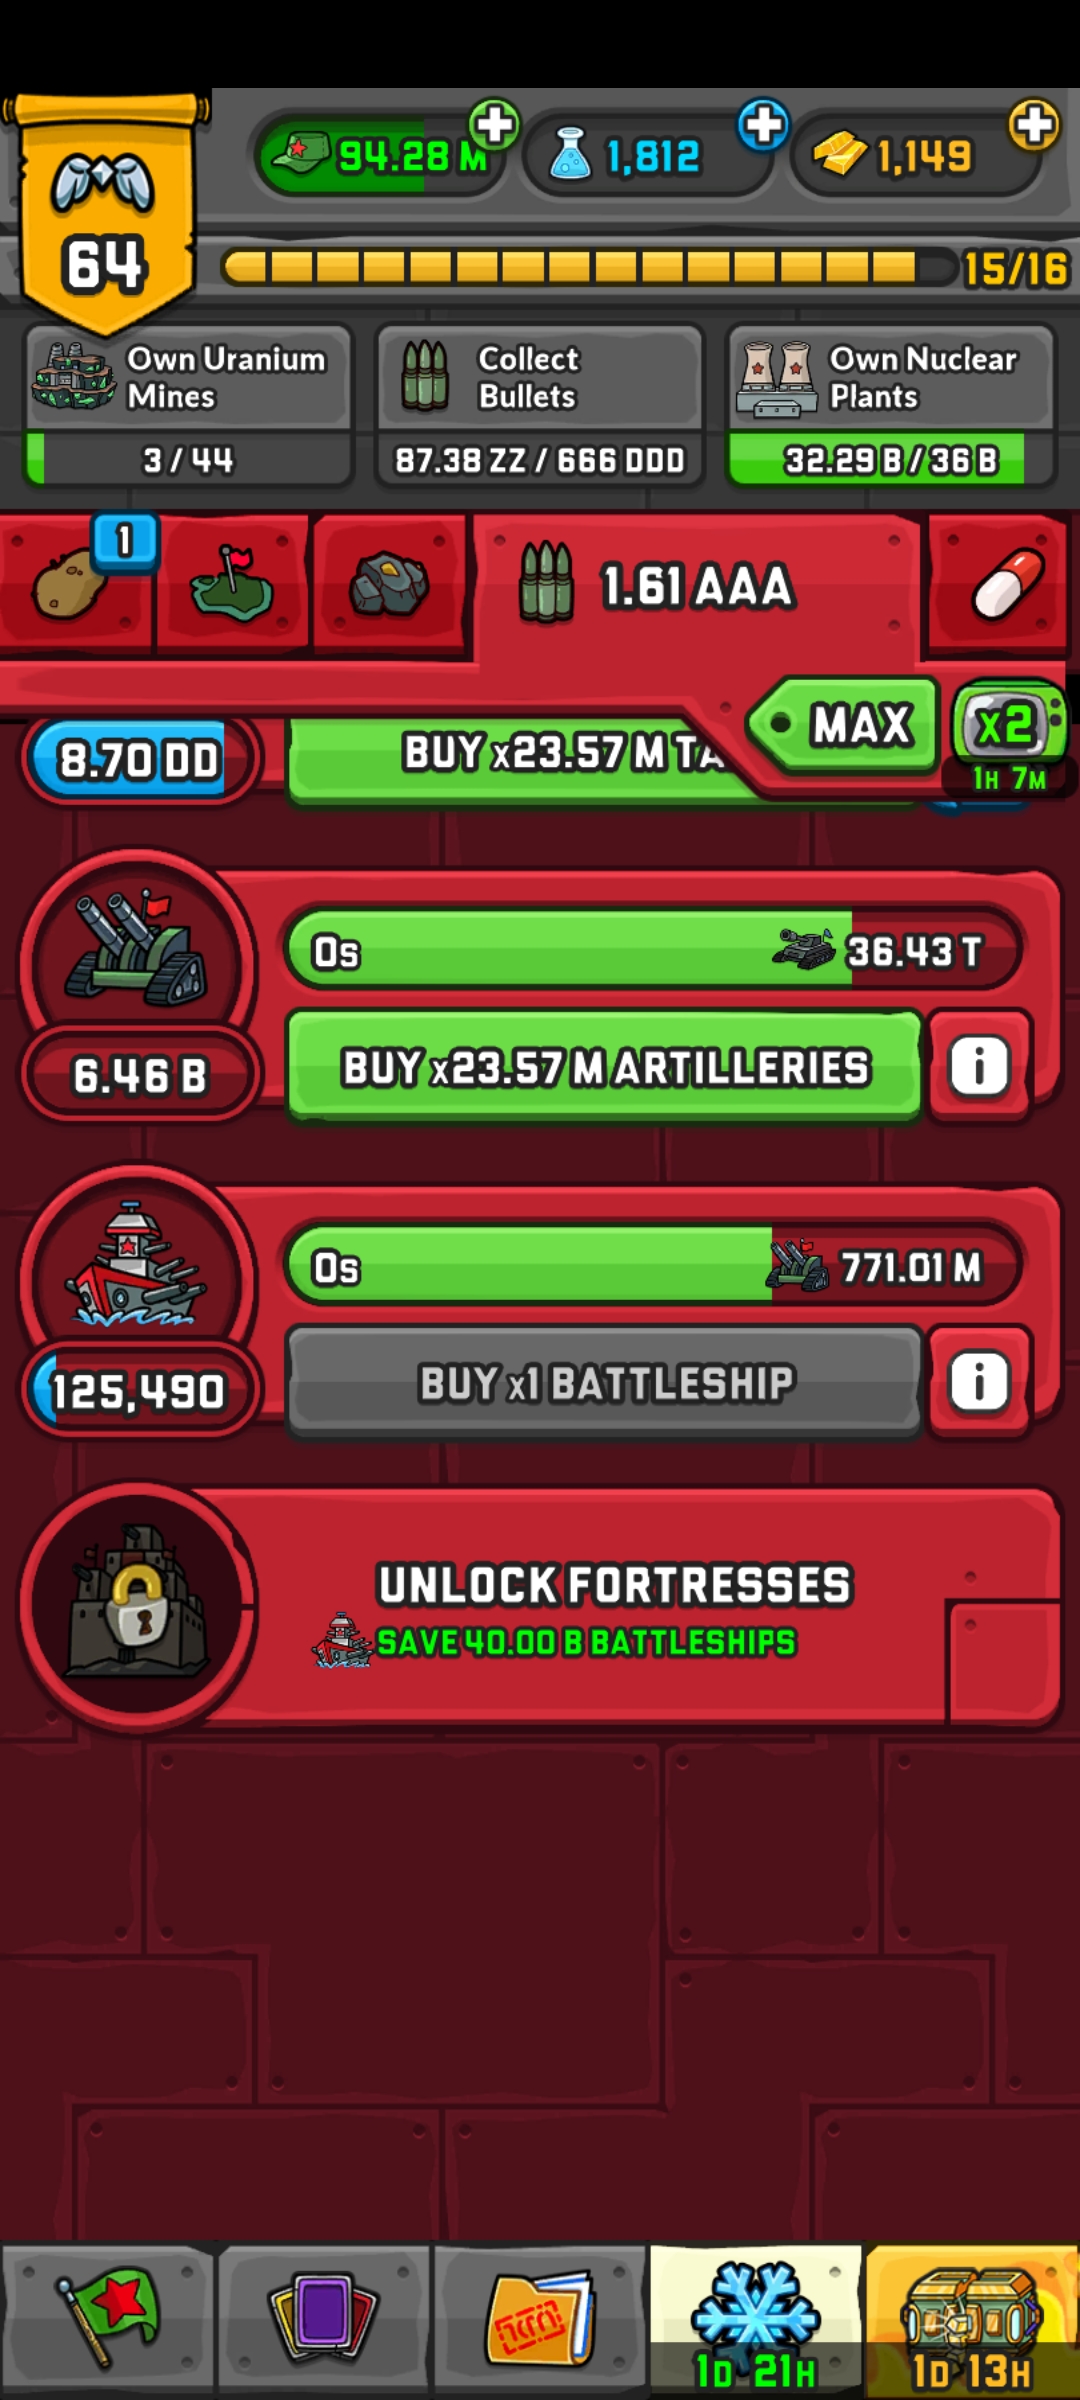 94.28 M
1,812
1,149
64
15/16
Own Uranium
Mines
3 / 44
Collect
Bullets
87.38 ZZ / 666 DDD
Own Nuclear
Plants
32.29 B / 36 B
1
1.61 AAA
MAX
x2
1H 7M
8.70 DD
BUY x23.57 M TA
0s
36.43 T
6.46 B
BUY x23.57 M ARTILLERIES
i
0s
771.01 M
125,490
BUY x1 BATTLESHIP
i
UNLOCK FORTRESSES
SAVE 40.00 B BATTLESHIPS
1D 21H
1D 13H